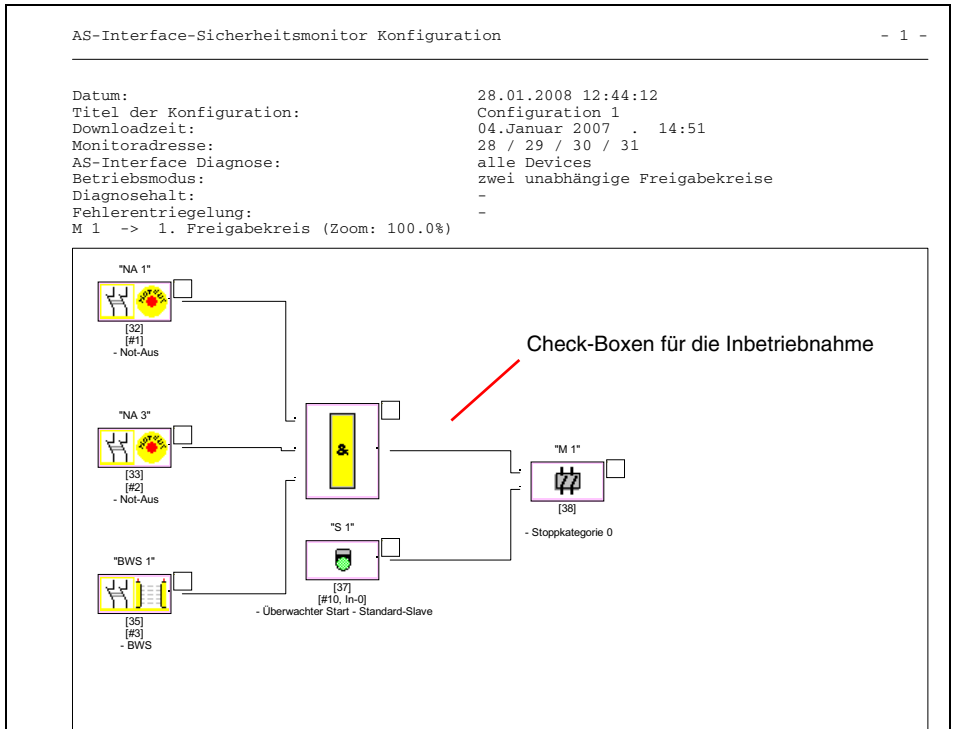 AS-Interface-Sicherheitsmonitor Konfiguration - 1 -
Datum: 28.01.2008 12:44:12
Titel der Konfiguration: Configuration 1
Downloadzeit: 04.Januar 2007 . 14:51
Monitoradresse: 28 / 29 / 30 / 31
AS-Interface Diagnose: alle Devices
Betriebsmodus: zwei unabhängige Freigabekreise
Diagnosehalt: -
Fehlerentriegelung: -
M 1 -> 1. Freigabekreis (Zoom: 100.0%)
"NA 1"
[32]
[#1]
- Not-Aus
Check-Boxen für die Inbetriebnahme
"NA 3"
[33]
[#2]
- Not-Aus
&
"M 1"
[38]
- Stoppkategorie 0
"S 1"
[37]
[#10, In-0]
- Überwachter Start - Standard-Slave
"BWS 1"
[35]
[#3]
- BWS